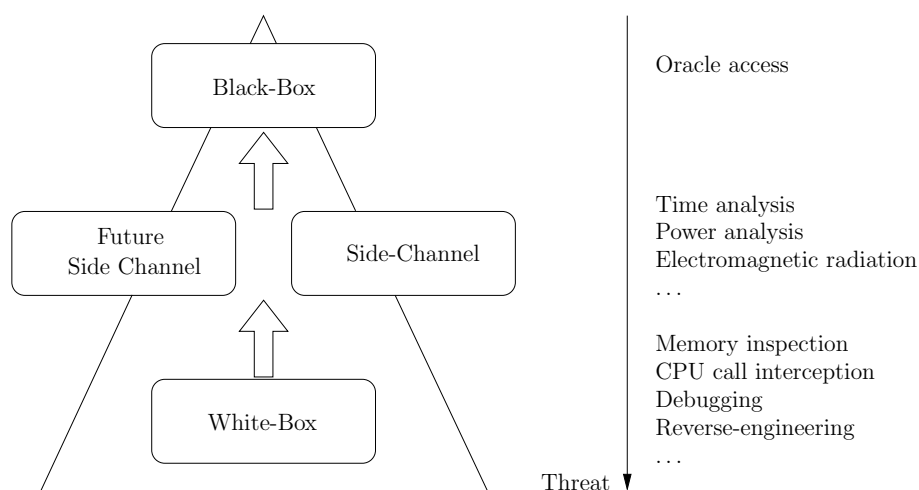 Black-Box
Oracle access
Future
Side Channel
Side-Channel
Time analysis
Power analysis
Electromagnetic radiation
. . .
White-Box
Memory inspection
CPU call interception
Debugging
Reverse-engineering
. . .
Threat